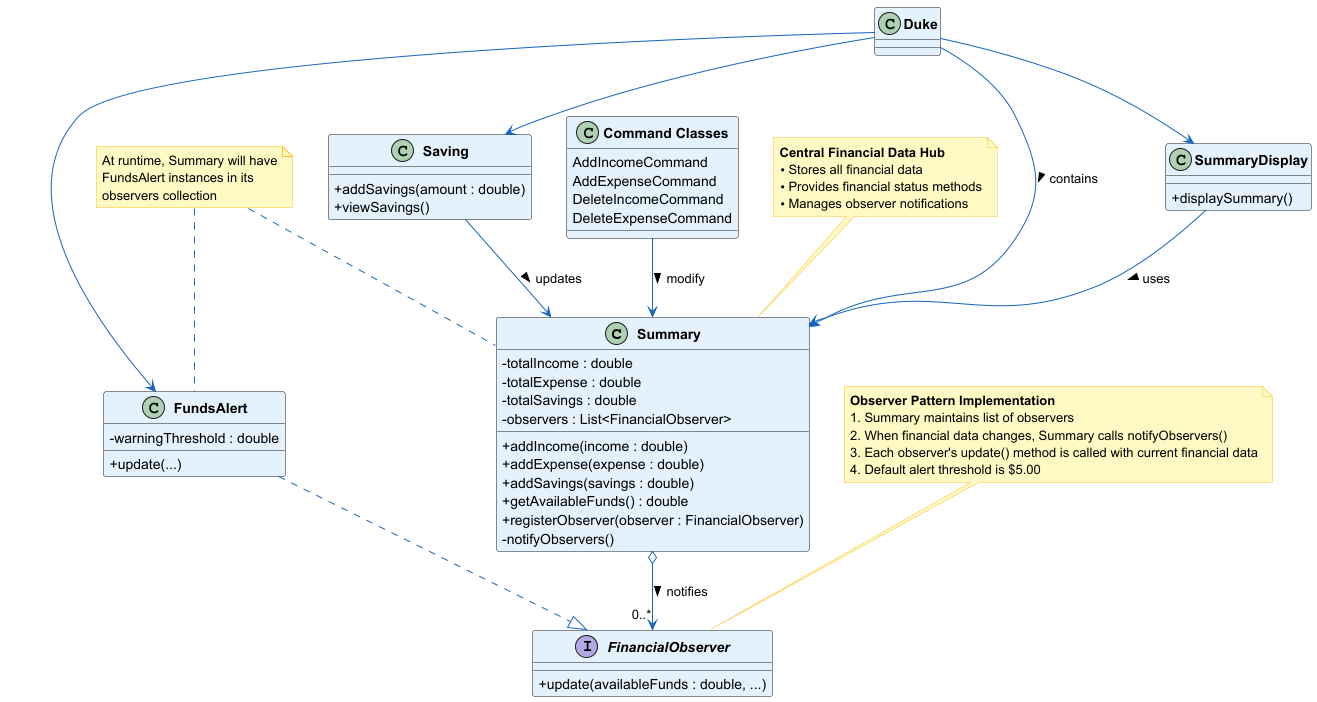 C Duke
At runtime, Summary will have
FundsAlert instances in its
observers collection
C Saving
+addSavings(amount : double)
+viewSavings()
C Command Classes
AddIncomeCommand
AddExpenseCommand
DeleteIncomeCommand
DeleteExpenseCommand
Central Financial Data Hub
• Stores all financial data
• Provides financial status methods
• Manages observer notifications
contains
C SummaryDisplay
+displaySummary()
updates
modify
uses
C Summary
-totalIncome : double
-totalExpense : double
-totalSavings : double
-observers : List<FinancialObserver>
+addIncome(income : double)
+addExpense(expense : double)
+addSavings(savings : double)
+getAvailableFunds() : double
+registerObserver(observer : FinancialObserver)
-notifyObservers()
C FundsAlert
-warningThreshold : double
+update(...)
Observer Pattern Implementation
1. Summary maintains list of observers
2. When financial data changes, Summary calls notifyObservers()
3. Each observer's update() method is called with current financial data
4. Default alert threshold is $5.00
notifies
0..*
I FinancialObserver
+update(availableFunds : double, ...)